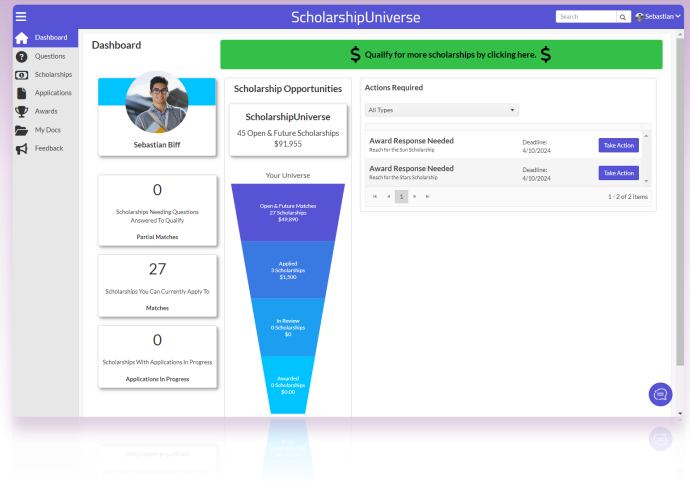 ScholarshipUniverse
Search
Sebastian
Dashboard
Questions
Scholarships
Applications
Awards
My Docs
Feedback
Dashboard
$ Qualify for more scholarships by clicking here. $
Sebastian Biff
0
Scholarships Needing Questions
Answered To Qualify
Partial Matches
27
Scholarships You Can Currently Apply To
Matches
0
Scholarships With Applications In Progress
Applications In Progress
Scholarship Opportunities
ScholarshipUniverse
45 Open & Future Scholarships
$91,955
Your Universe
Open & Future Matches
27 Scholarships
$49,890
Applied
3 Scholarships
$1,500
In Review
0 Scholarships
$0
Awarded
0 Scholarships
$0.00
Actions Required
All Types
Award Response Needed
Reach for the Sun Scholarship
Deadline:
4/10/2024
Take Action
Award Response Needed
Reach for the Stars Scholarship
Deadline:
4/10/2024
Take Action
1
1 - 2 of 2 items